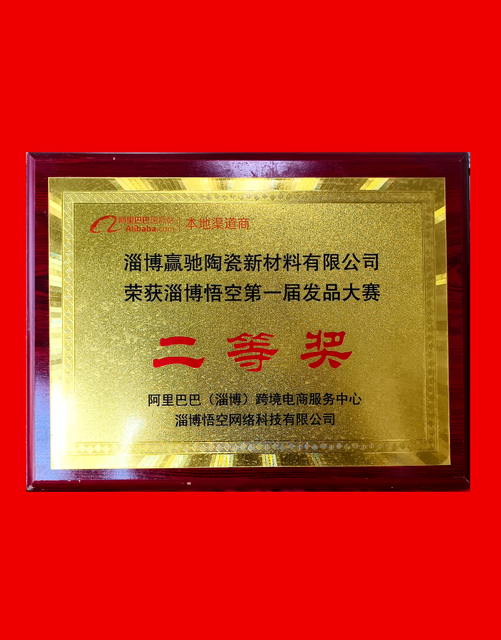 阿里巴巴国际站 本地渠道商
Alibaba.com
淄博赢驰陶瓷新材料有限公司
荣获淄博悟空第一届发品大赛
二等奖
阿里巴巴（淄博）跨境电商服务中心
淄博悟空网络科技有限公司